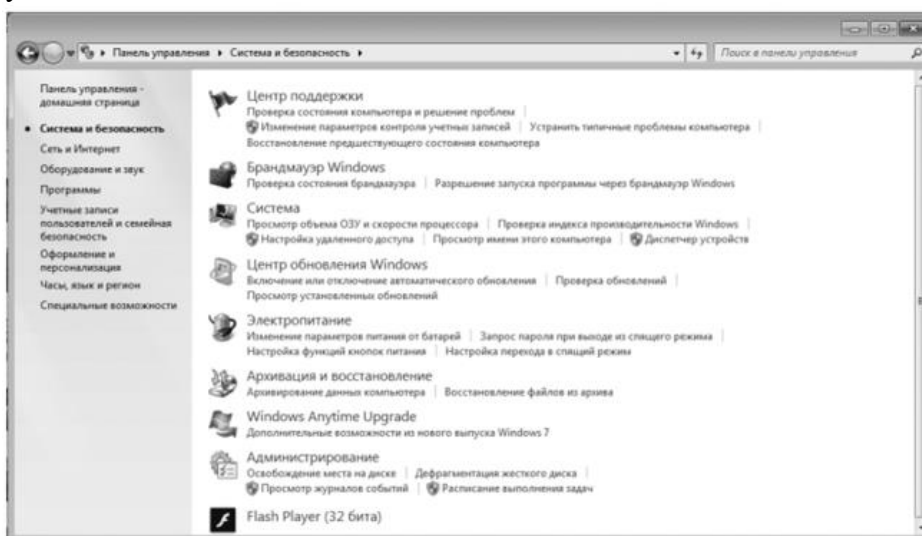 Панель управления ▸ Система и безопасность ▸
Поиск в панели управления
Панель управления -
домашняя страница
Система и безопасность
Сеть и Интернет
Оборудование и звук
Программы
Учетные записи
пользователей и семейная
безопасность
Оформление и
персонализация
Часы, язык и регион
Специальные возможности
Центр поддержки
Проверка состояния компьютера и решение проблем
Изменение параметров контроля учетных записей | Устранить типичные проблемы компьютера
Восстановление предшествующего состояния компьютера
Брандмауэр Windows
Проверка состояния брандмауэра | Разрешение запуска программы через брандмауэр Windows
Система
Просмотр объема ОЗУ и скорости процессора | Проверка индекса производительности Windows
Настройка удаленного доступа | Просмотр имени этого компьютера | Диспетчер устройств
Центр обновления Windows
Включение или отключение автоматического обновления | Проверка обновлений
Просмотр установленных обновлений
Электропитание
Изменение параметров питания от батарей | Запрос пароля при выходе из спящего режима
Настройка функций кнопок питания | Настройка перехода в спящий режим
Архивация и восстановление
Архивирование данных компьютера | Восстановление файлов из архива
Windows Anytime Upgrade
Дополнительные возможности из нового выпуска Windows 7
Администрирование
Освобождение места на диске | Дефрагментация жесткого диска
Просмотр журналов событий | Расписание выполнения задач
Flash Player (32 бита)